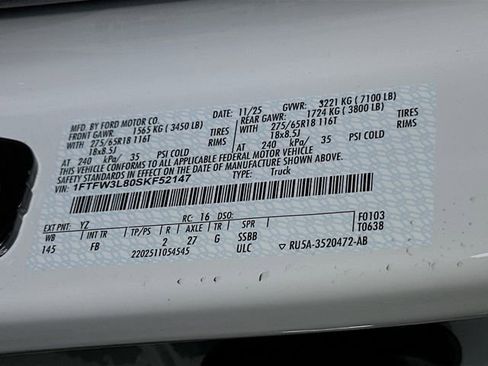 MFD. BY FORD MOTOR CO.
DATE: 11/25 GVWR: 3221 KG ( 7100 LB)
FRONT GAWR: 1565 KG ( 3450 LB) REAR GAWR: 1724 KG ( 3800 LB)
WITH 275/65R18 116T TIRES WITH 275/65R18 116T TIRES
18x8.5J RIMS 18x8.5J RIMS
AT 240 kPa/ 35 PSI COLD AT 240 kPa/ 35 PSI COLD
THIS VEHICLE CONFORMS TO ALL APPLICABLE FEDERAL MOTOR VEHICLE
SAFETY STANDARDS IN EFFECT ON THE DATE OF MANUFACTURE SHOWN ABOVE.
VIN: 1FTFW3L80SKF52147
TYPE: Truck
EXT PNT: YZ RC: 16 DSO: F0103
WB INT TR TP/PS R AXLE TR SPR T0638
145 FB 2 27 G SSBB
2202511054545 ULC RU5A-3520472-AB